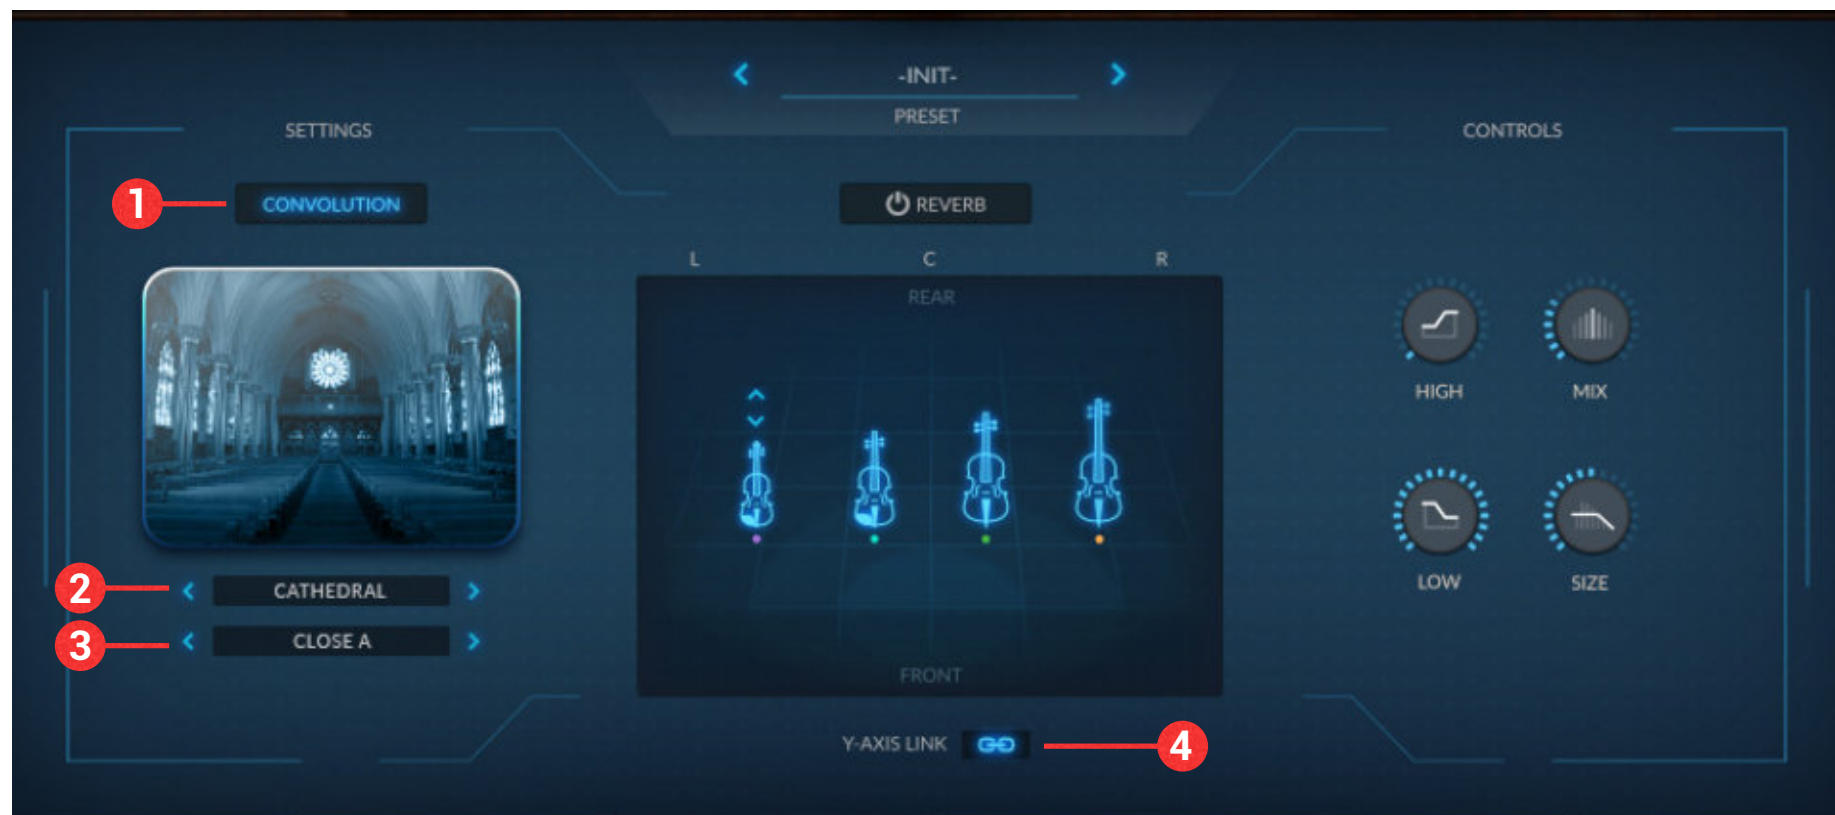 -INIT-
PRESET
SETTINGS
CONTROLS
1
CONVOLUTION
REVERB
L C R
REAR
HIGH MIX
LOW SIZE
2
CATHEDRAL
3
CLOSE A
FRONT
Y-AXIS LINK
4